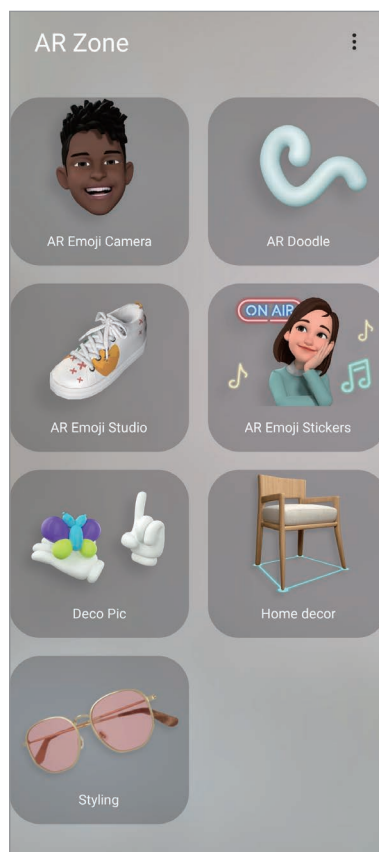 AR Zone
AR Emoji Camera
AR Doodle
ON AIR
AR Emoji Studio
AR Emoji Stickers
Deco Pic
Home decor
Styling